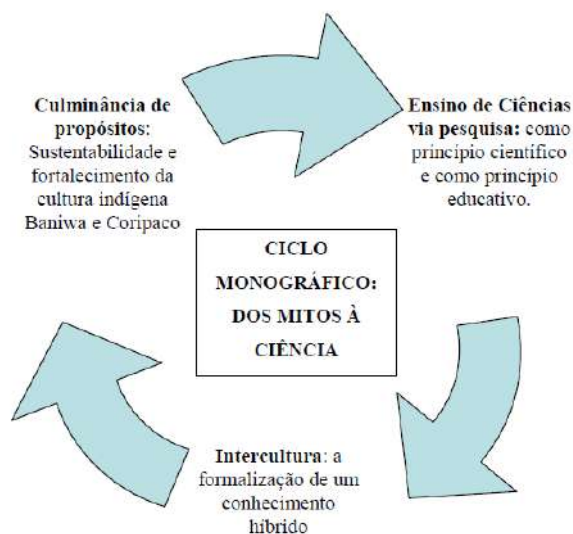 Culminância de
propósitos:
Sustentabilidade e
fortalecimento da
cultura indígena
Baniwa e Coripaco
Ensino de Ciências
via pesquisa: como
princípio científico
e como princípio
educativo.
CICLO
MONOGRÁFICO:
DOS MITOS À
CIÊNCIA
Intercultura: a
formalização de um
conhecimento
híbrido